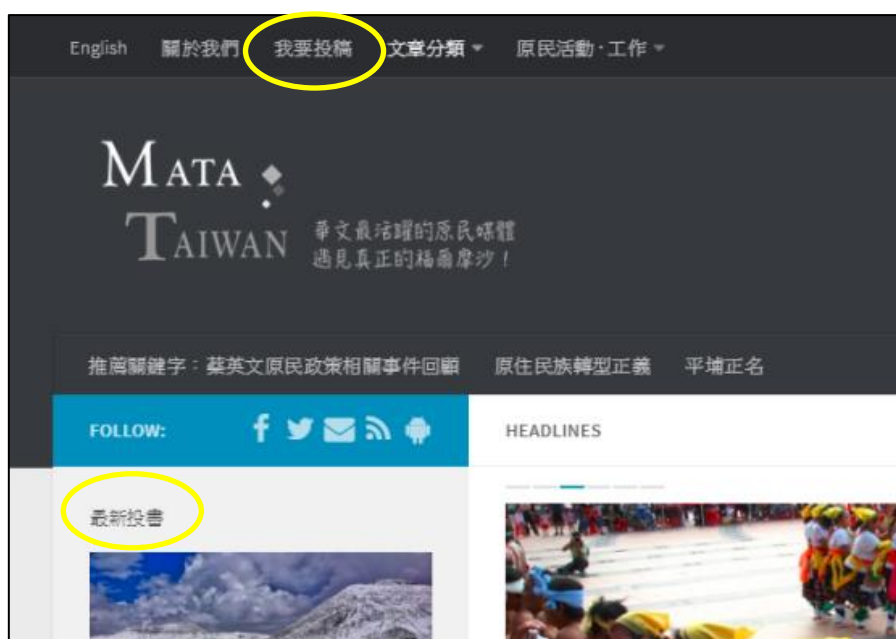 English 關於我們 我要投稿 文章分類 原民活動·工作
MATA
TAIWAN
華文最活躍的原民媒體
遇見真正的福爾摩沙！
推薦關鍵字：蔡英文原民政策相關事件回顧 原住民族轉型正義 平埔正名
FOLLOW:
HEADLINES
最新投書